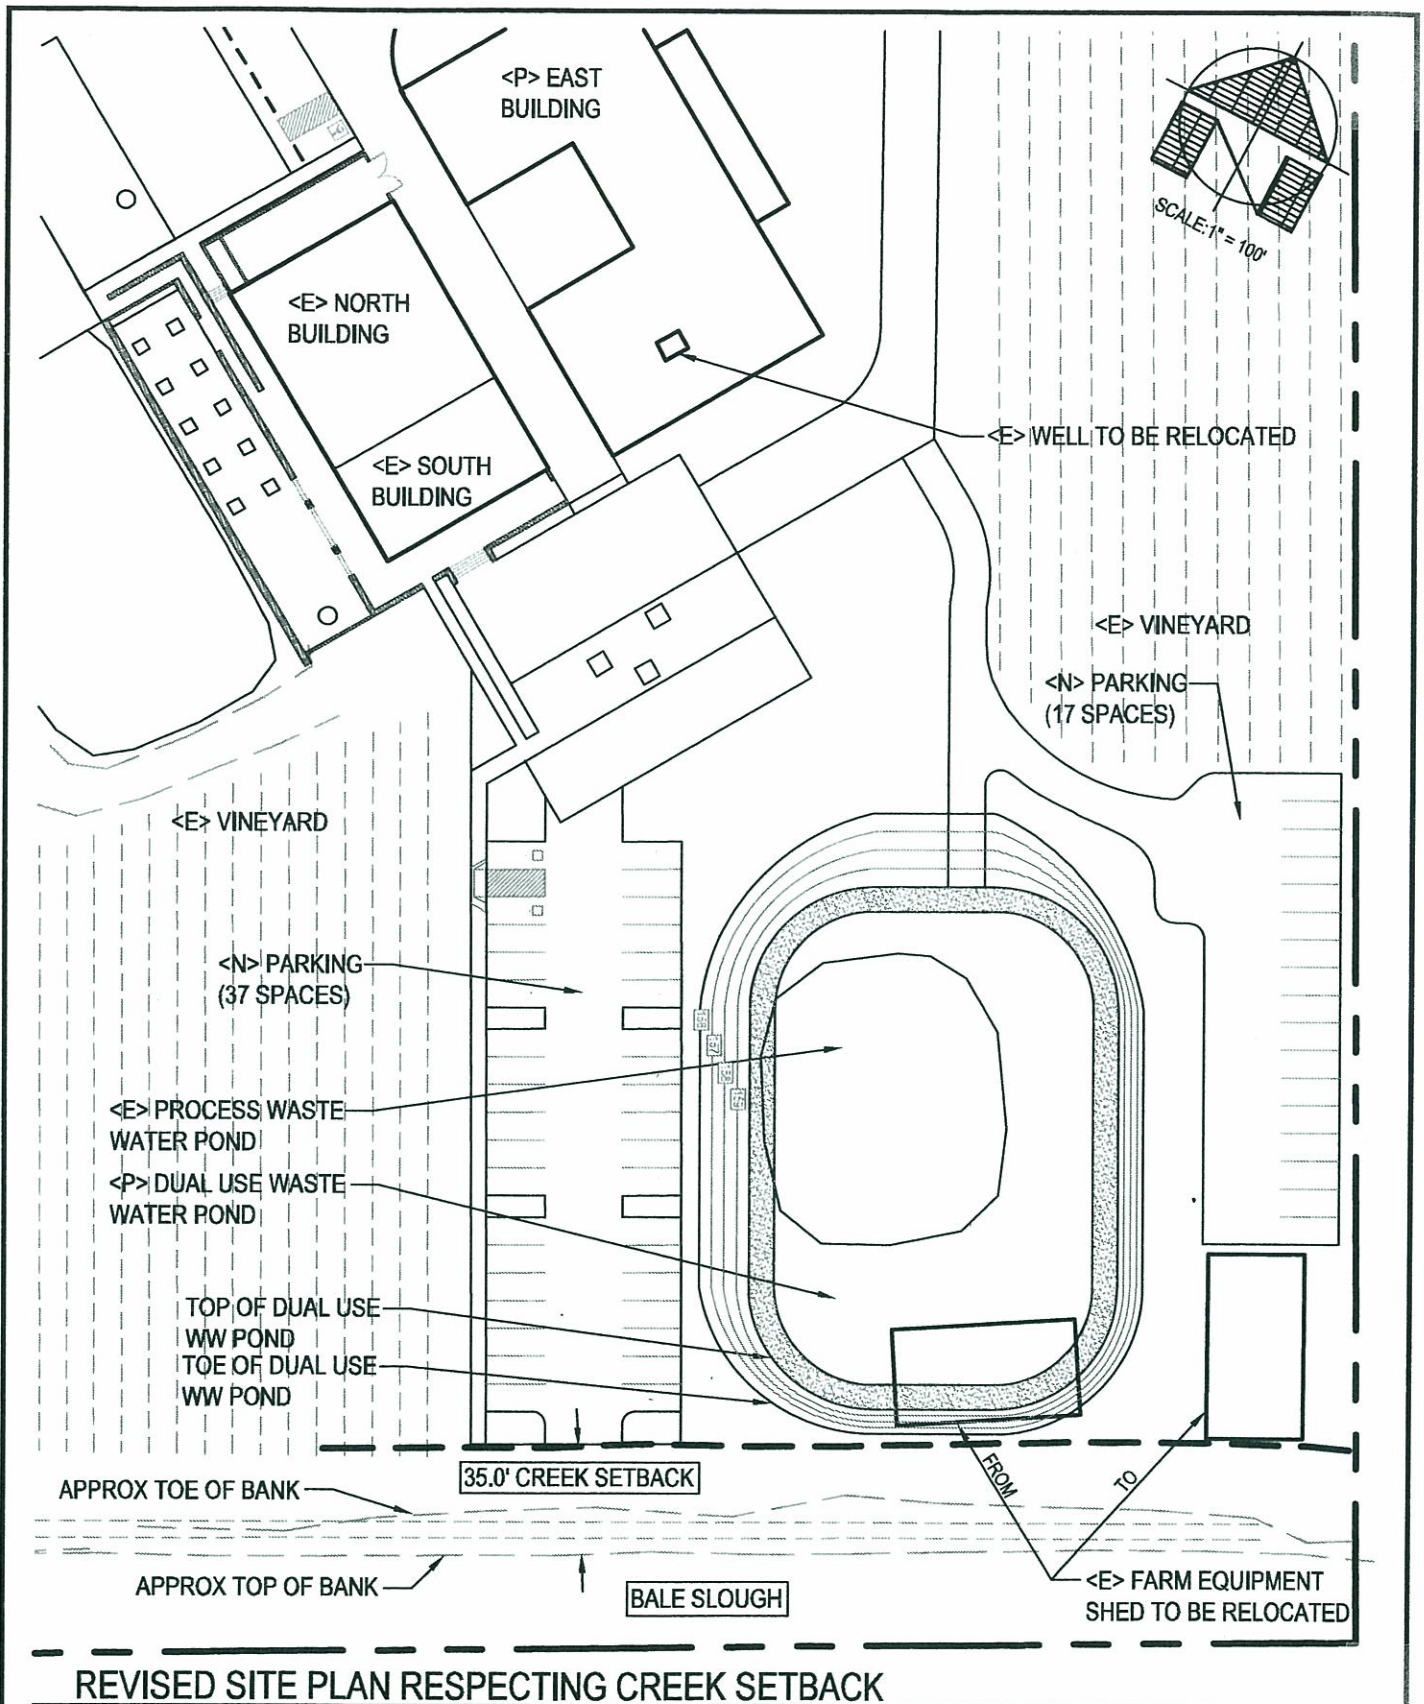 <P> EAST
BUILDING
SCALE:1" = 100'
<E> NORTH
BUILDING
<E> WELL TO BE RELOCATED
<E> SOUTH
BUILDING
<E> VINEYARD
<N> PARKING
(17 SPACES)
<E> VINEYARD
<N> PARKING
(37 SPACES)
<E> PROCESS WASTE
WATER POND
<P> DUAL USE WASTE
WATER POND
TOP OF DUAL USE
WW POND
TOE OF DUAL USE
WW POND
FROM
TO
35.0' CREEK SETBACK
APPROX TOE OF BANK
APPROX TOP OF BANK
BALE SLOUGH
<E> FARM EQUIPMENT
SHED TO BE RELOCATED
REVISED SITE PLAN RESPECTING CREEK SETBACK